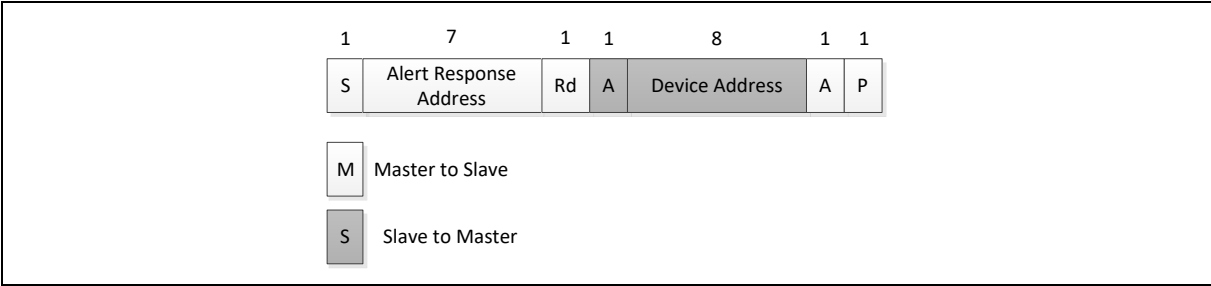 1 7 1 1 8 1 1
S Alert Response Address Rd A Device Address A P
M Master to Slave
S Slave to Master